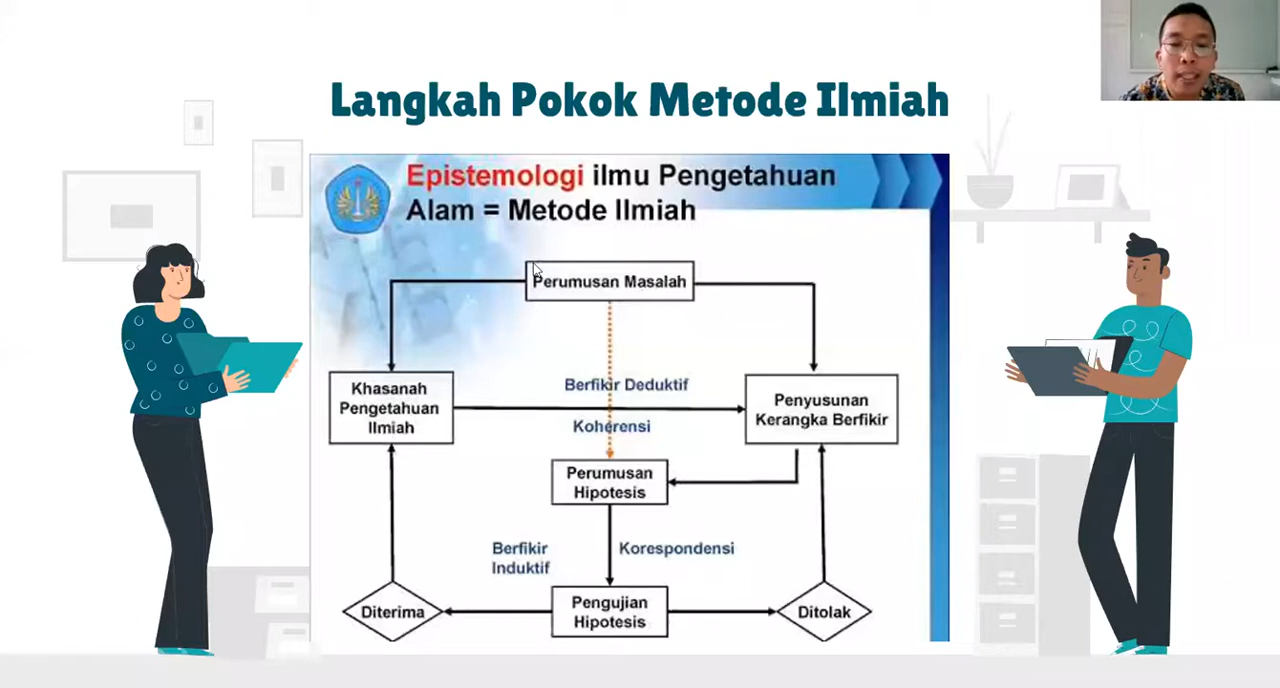 Langkah Pokok Metode Ilmiah
Epistemologi ilmu Pengetahuan
Alam = Metode Ilmiah
Perumusan Masalah
Khasanah
Pengetahuan
Ilmiah
Berfikir Deduktif
Koherensi
Penyusunan
Kerangka Berfikir
Perumusan
Hipotesis
Berfikir
Induktif
Korespondensi
Diterima
Pengujian
Hipotesis
Ditolak